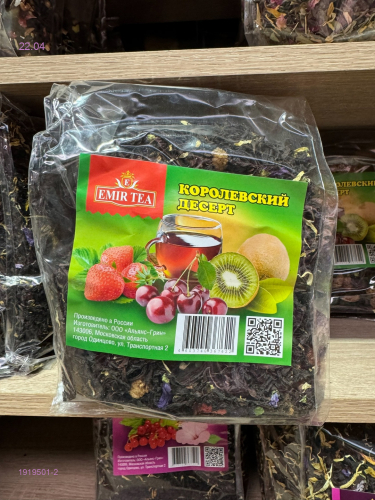 22-04
E
EMIR TEA
КОРОЛЕВСКИЙ
ДЕСЕРТ
Произведено в России
Изготовитель: ООО «Альянс-Грин»
143006, Московская область
город Одинцово, ул. Транспортная 2
1919501-2